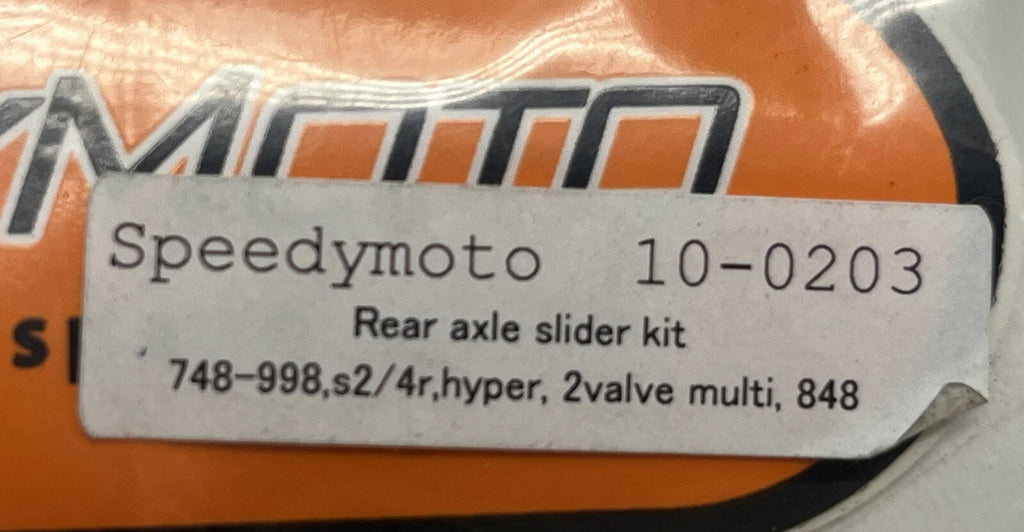 MOTO
Speedymoto 10-0203
Rear axle slider kit
748-998,s2/4r,hyper, 2valve multi, 848